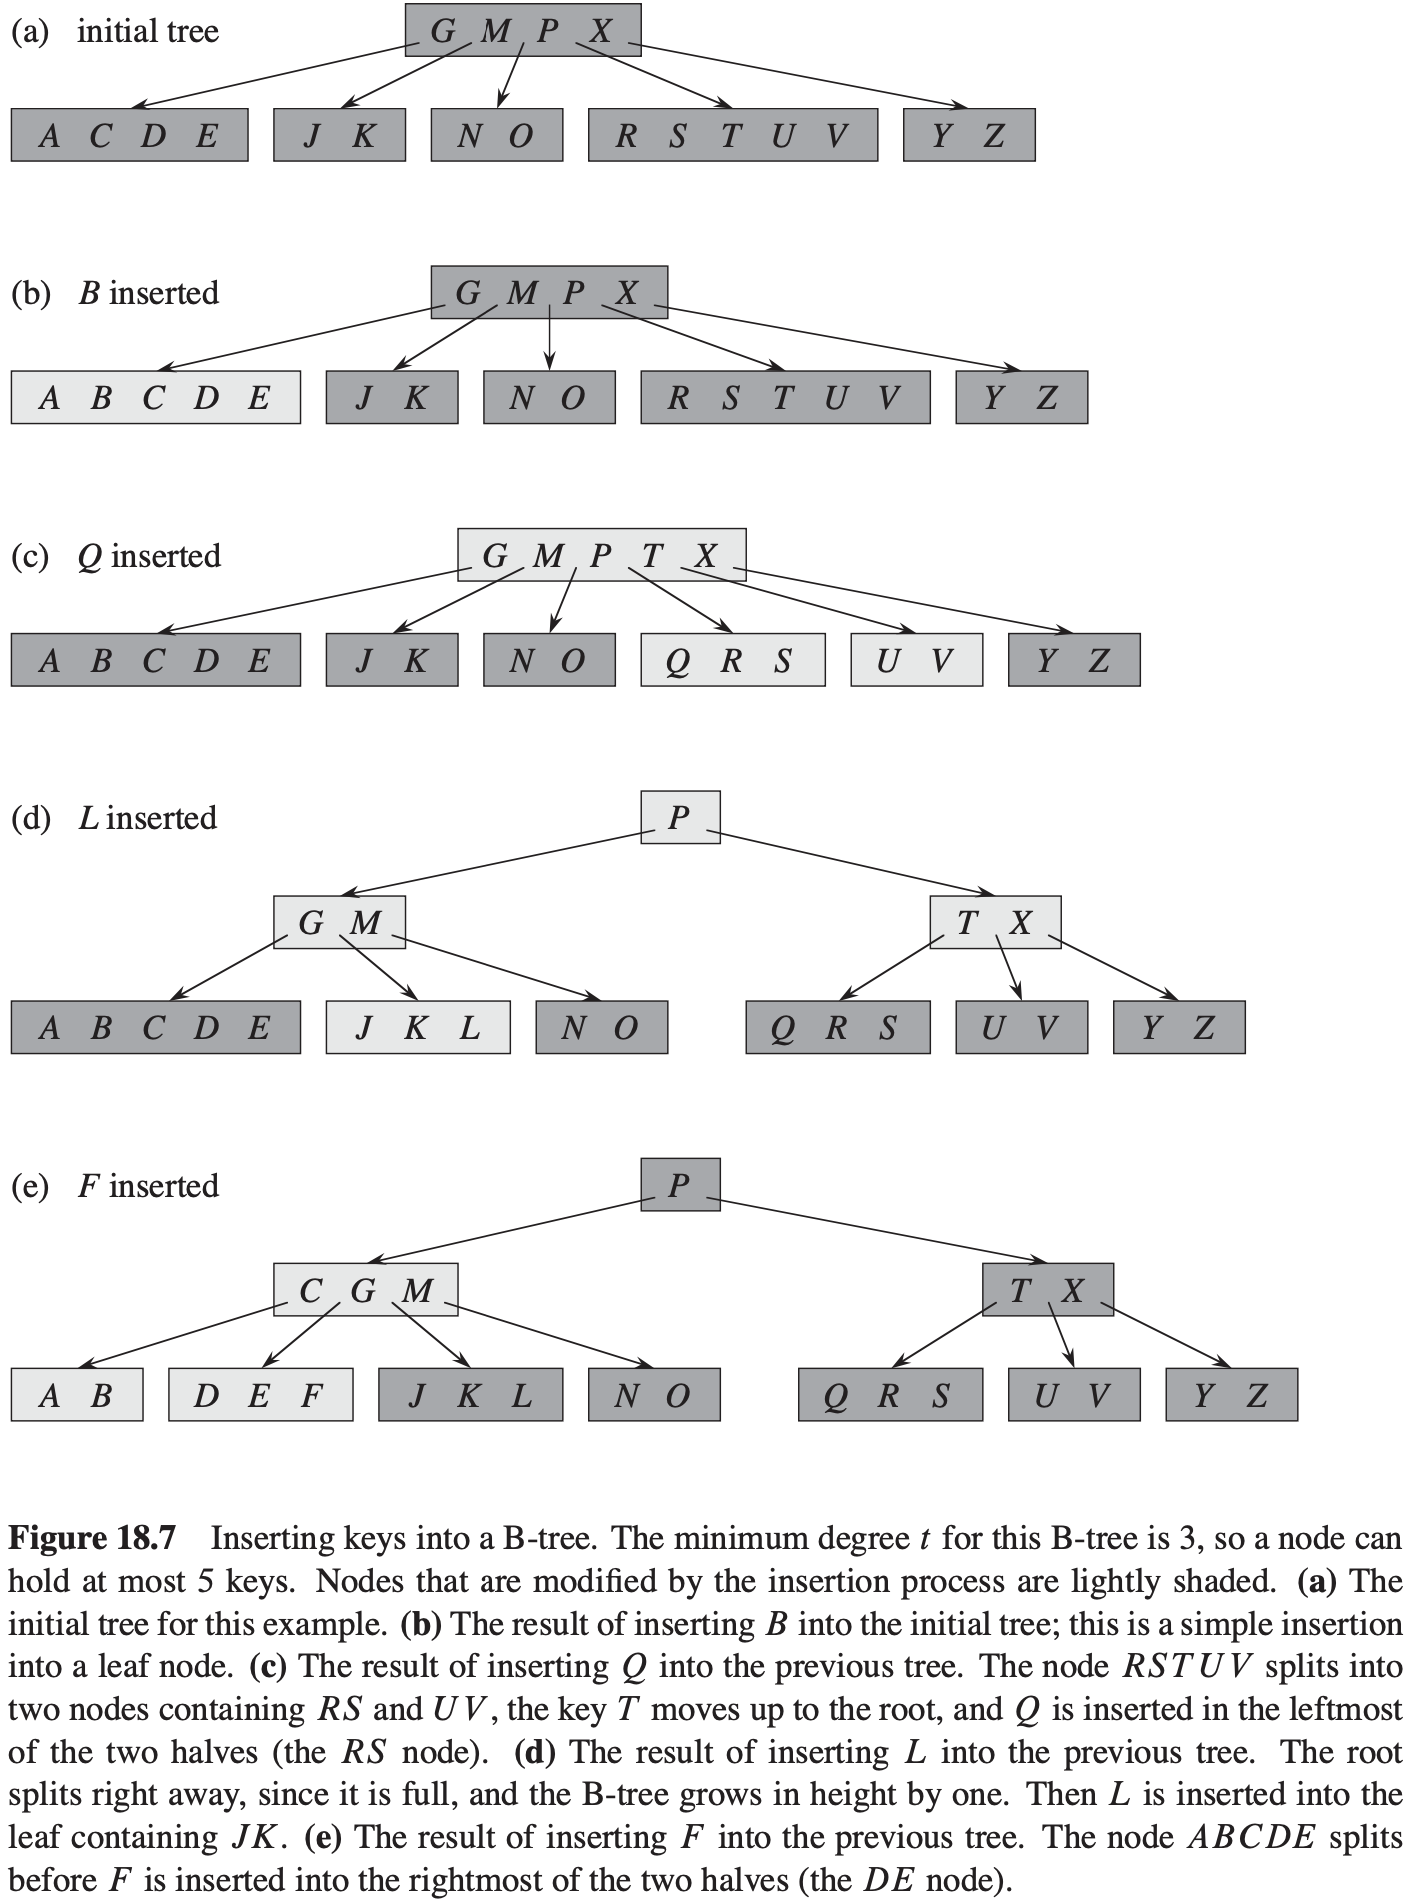 (a) initial tree
G M P X
A C D E J K N O R S T U V Y Z
(b) B inserted
G M P X
A B C D E J K N O R S T U V Y Z
(c) Q inserted
G M P T X
A B C D E J K N O Q R S U V Y Z
(d) L inserted
P
G M T X
A B C D E J K L N O Q R S U V Y Z
(e) F inserted
P
C G M T X
A B D E F J K L N O Q R S U V Y Z
Figure 18.7 Inserting keys into a B-tree. The minimum degree t for this B-tree is 3, so a node can
hold at most 5 keys. Nodes that are modified by the insertion process are lightly shaded. (a) The
initial tree for this example. (b) The result of inserting B into the initial tree; this is a simple insertion
into a leaf node. (c) The result of inserting Q into the previous tree. The node RSTUV splits into
two nodes containing RS and UV, the key T moves up to the root, and Q is inserted in the leftmost
of the two halves (the RS node). (d) The result of inserting L into the previous tree. The root
splits right away, since it is full, and the B-tree grows in height by one. Then L is inserted into the
leaf containing JK. (e) The result of inserting F into the previous tree. The node ABCDE splits
before F is inserted into the rightmost of the two halves (the DE node).